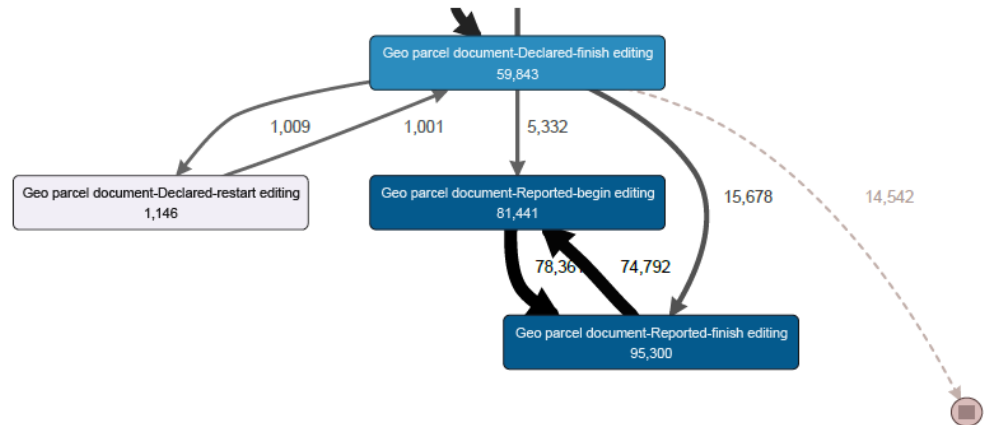 Geo parcel document-Declared-finish editing
59,843
1,009
1,001
5,332
Geo parcel document-Declared-restart editing
1,146
Geo parcel document-Reported-begin editing
81,441
15,678
14,542
74,792
Geo parcel document-Reported-finish editing
95,300